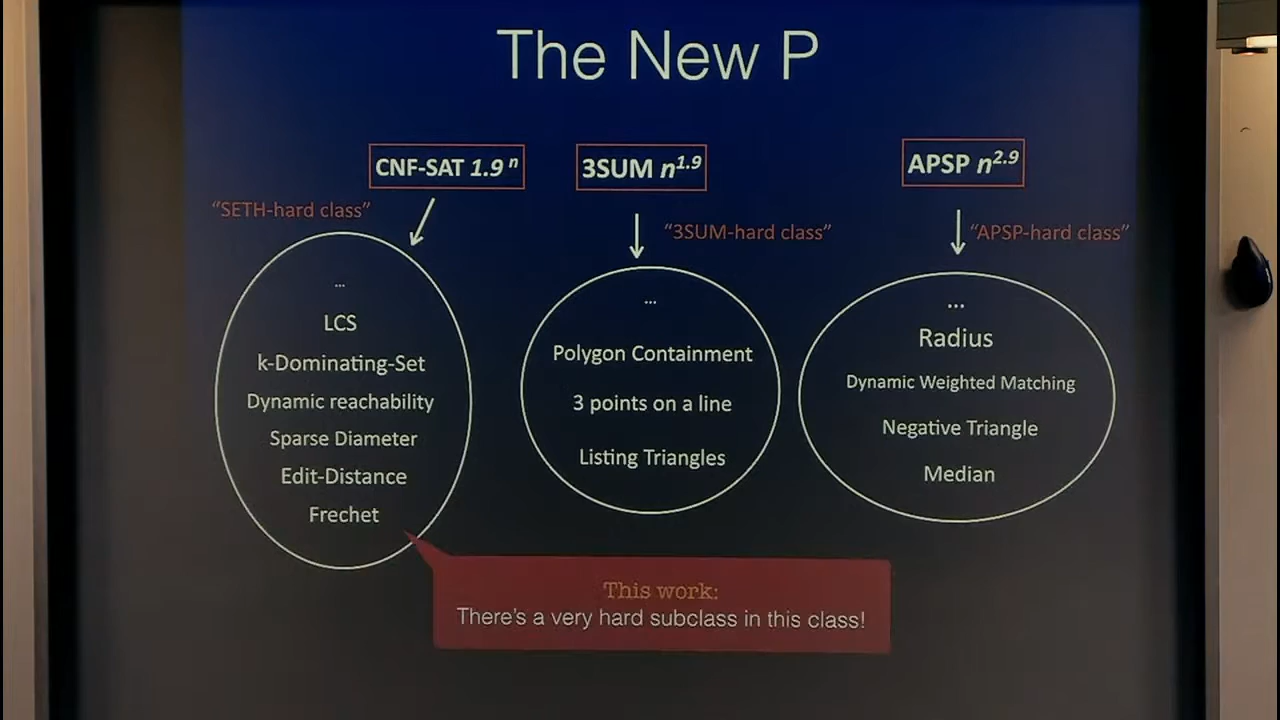 The New P
CNF-SAT 1.9ⁿ
3SUM n^1.9
APSP n^2.9
"SETH-hard class"
"3SUM-hard class"
"APSP-hard class"
...
LCS
k-Dominating-Set
Dynamic reachability
Sparse Diameter
Edit-Distance
Frechet
...
Polygon Containment
3 points on a line
Listing Triangles
...
Radius
Dynamic Weighted Matching
Negative Triangle
Median
This work:
There's a very hard subclass in this class!